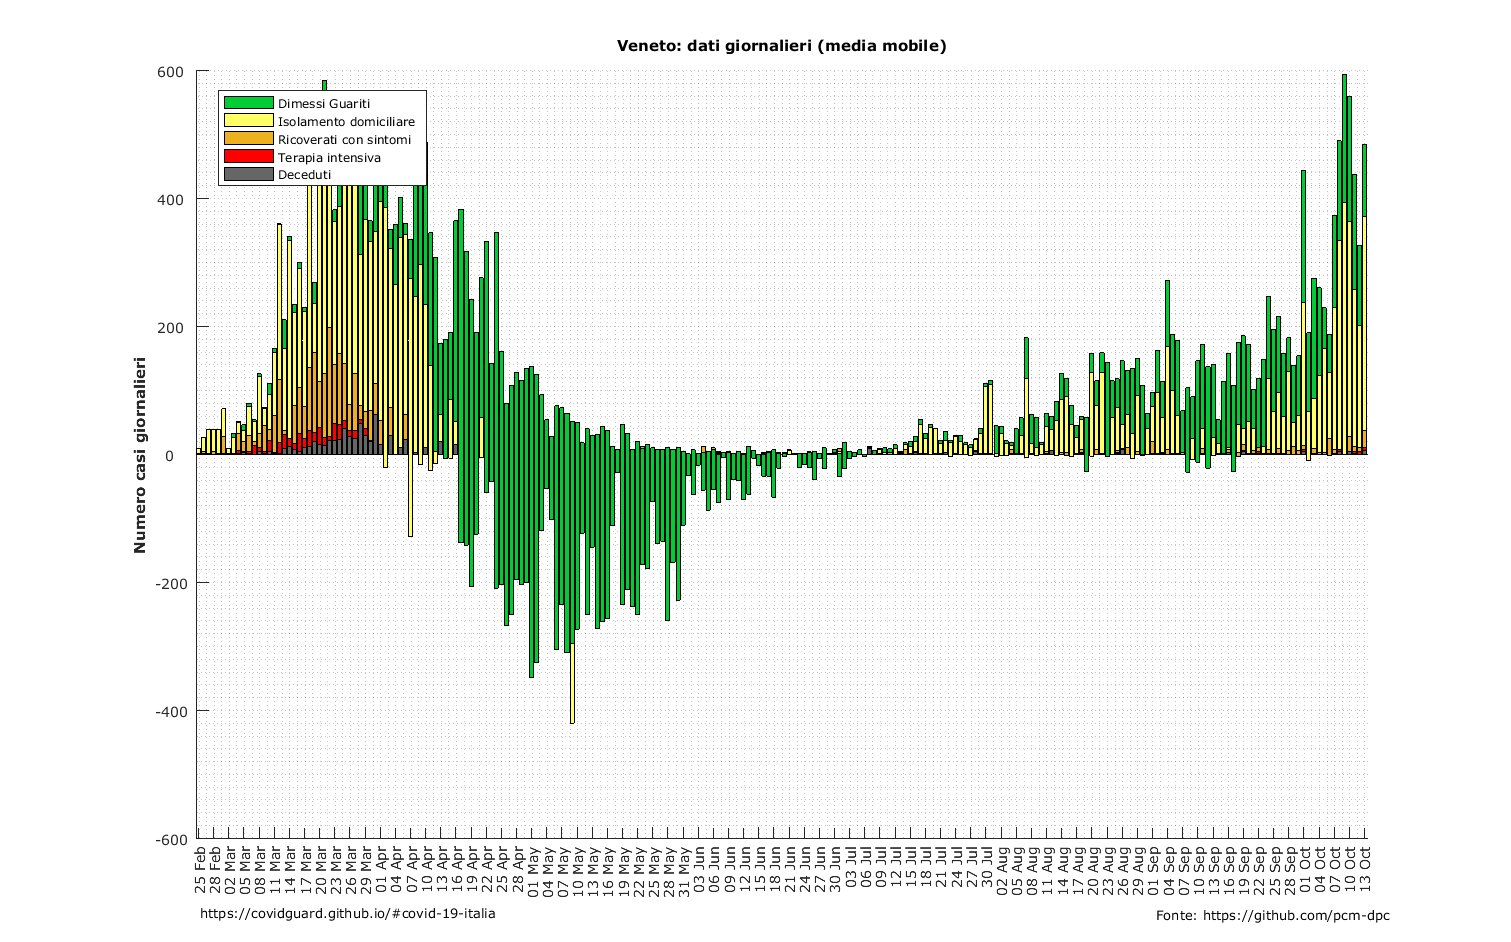 Veneto: dati giornalieri (media mobile)
600
400
200
0
-200
-400
-600
Numero casi giornalieri
Dimessi Guariti
Isolamento domiciliare
Ricoverati con sintomi
Terapia intensiva
Deceduti
25 Feb
28 Feb
02 Mar
05 Mar
08 Mar
11 Mar
14 Mar
17 Mar
20 Mar
23 Mar
26 Mar
29 Mar
01 Apr
04 Apr
07 Apr
10 Apr
13 Apr
16 Apr
19 Apr
22 Apr
25 Apr
28 Apr
01 May
04 May
07 May
10 May
13 May
16 May
19 May
22 May
25 May
28 May
31 May
03 Jun
06 Jun
09 Jun
12 Jun
15 Jun
18 Jun
21 Jun
24 Jun
27 Jun
30 Jun
03 Jul
06 Jul
09 Jul
12 Jul
15 Jul
18 Jul
21 Jul
24 Jul
27 Jul
30 Jul
02 Aug
05 Aug
08 Aug
11 Aug
14 Aug
17 Aug
20 Aug
23 Aug
26 Aug
29 Aug
01 Sep
04 Sep
07 Sep
10 Sep
13 Sep
16 Sep
19 Sep
22 Sep
25 Sep
28 Sep
01 Oct
04 Oct
07 Oct
10 Oct
13 Oct
https://covidguard.github.io/#covid-19-italia
Fonte: https://github.com/pcm-dpc